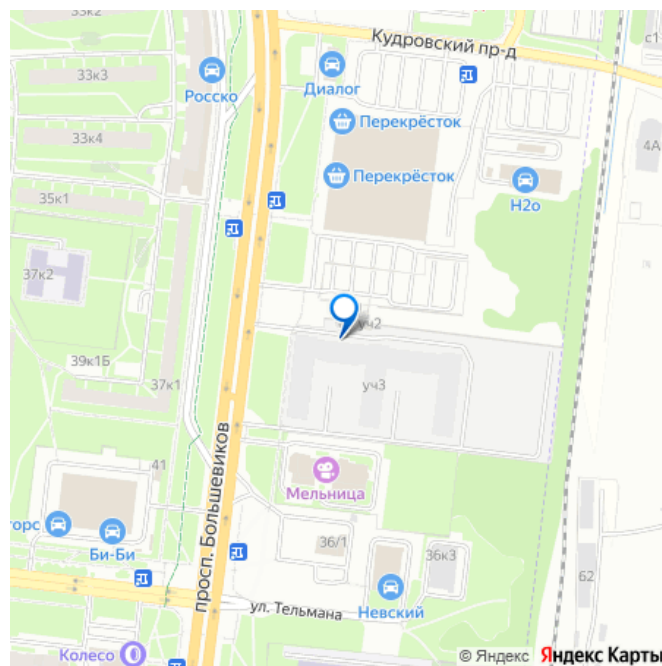 33к2
Кудровский пр-д
с1
33к3
Росско
Диалог
Перекрёсток
33к4
4А
Перекрёсток
35к1
Н2о
37к2
уч2
39к1Б
37к1
уч3
просп. Большевиков
41
Мельница
торс
Би-Би
36/1
36к3
62
ул. Тельмана
Невский
Колесо
© Яндекс Яндекс Карты